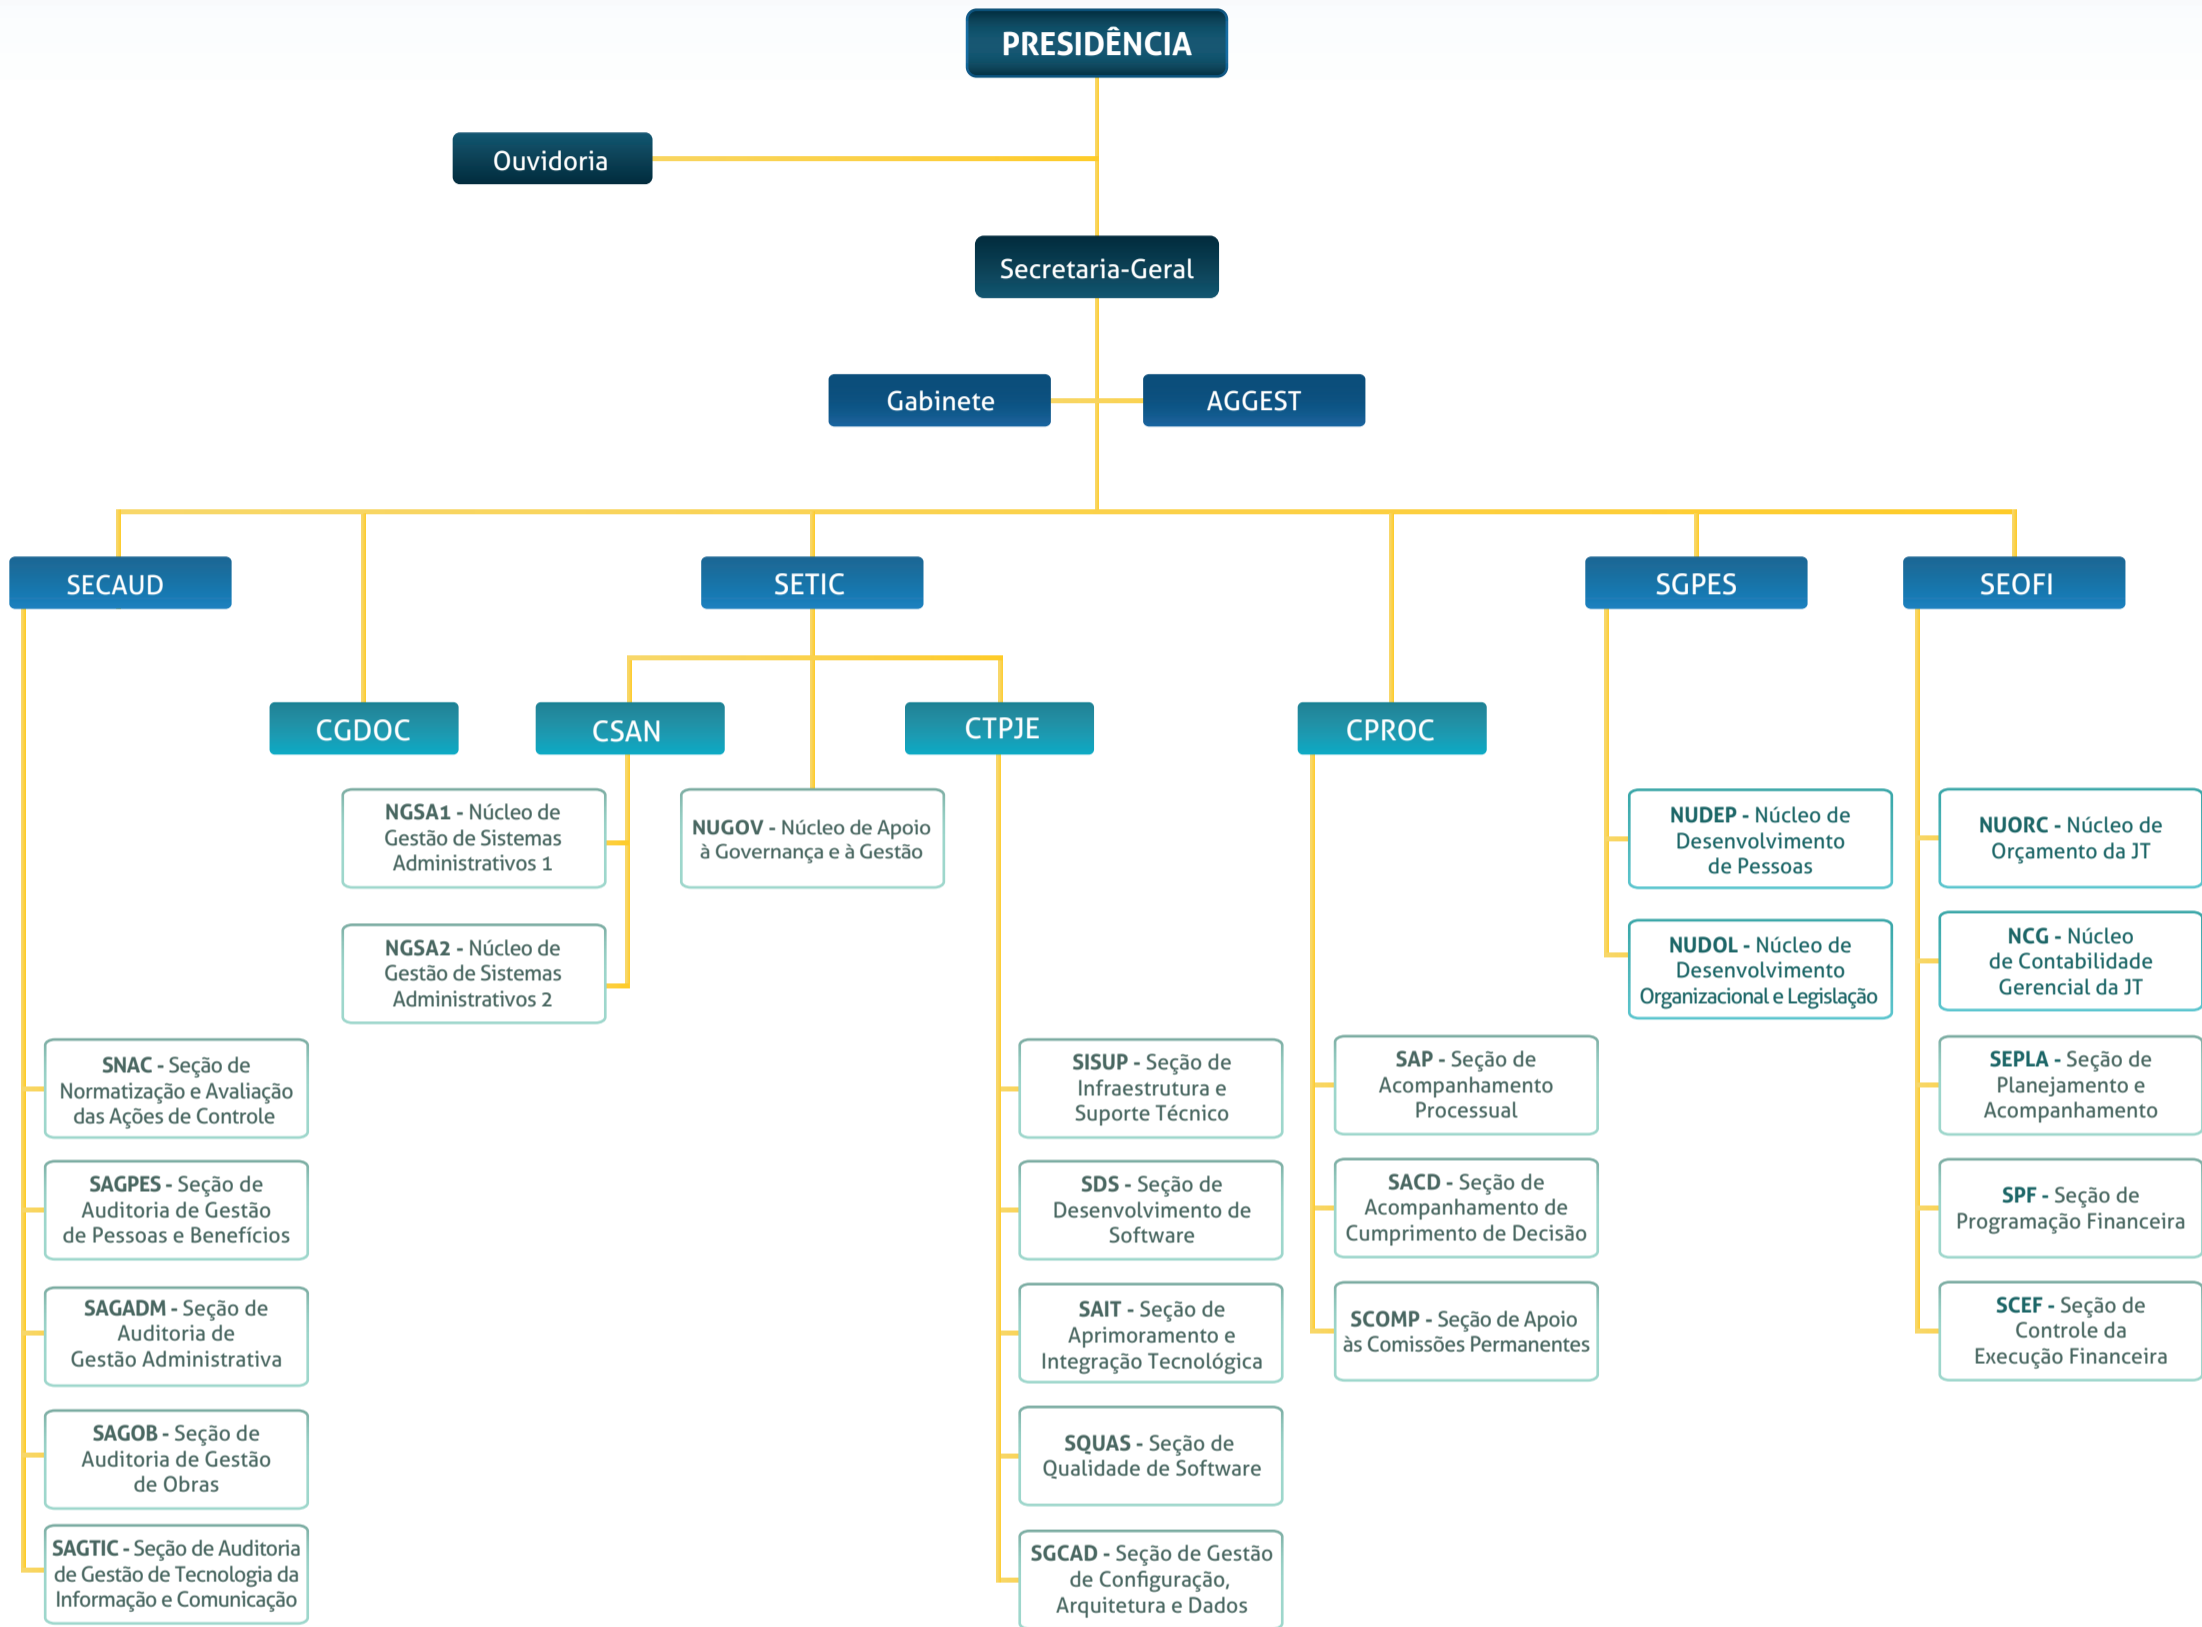 PRESIDÊNCIA
Ouvidoria
Secretaria-Geral
Gabinete
AGGEST
SECAUD
SETIC
SGPES
SEOFI
CGDOC
CSAN
CTPJE
CPROC
NGSA1 - Núcleo de
Gestão de Sistemas
Administrativos 1
NUGOV - Núcleo de Apoio
à Governança e à Gestão
NUDEP - Núcleo de
Desenvolvimento
de Pessoas
NUORC - Núcleo de
Orçamento da JT
NGSA2 - Núcleo de
Gestão de Sistemas
Administrativos 2
NUDOL - Núcleo de
Desenvolvimento
Organizacional e Legislação
NCG - Núcleo
de Contabilidade
Gerencial da JT
SNAC - Seção de
Normatização e Avaliação
das Ações de Controle
SISUP - Seção de
Infraestrutura e
Suporte Técnico
SAP - Seção de
Acompanhamento
Processual
SEPLA - Seção de
Planejamento e
Acompanhamento
SAGPES - Seção de
Auditoria de Gestão
de Pessoas e Benefícios
SDS - Seção de
Desenvolvimento de
Software
SACD - Seção de
Acompanhamento de
Cumprimento de Decisão
SPF - Seção de
Programação Financeira
SAGADM - Seção de
Auditoria de
Gestão Administrativa
SAIT - Seção de
Aprimoramento e
Integração Tecnológica
SCOMP - Seção de Apoio
às Comissões Permanentes
SCEF - Seção de
Controle da
Execução Financeira
SAGOB - Seção de
Auditoria de Gestão
de Obras
SQUAS - Seção de
Qualidade de Software
SAGTIC - Seção de Auditoria
de Gestão de Tecnologia da
Informação e Comunicação
SGCAD - Seção de Gestão
de Configuração,
Arquitetura e Dados